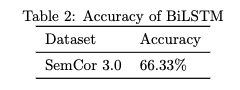 Table 2: Accuracy of BiLSTM
Dataset Accuracy
SemCor 3.0 66.33%